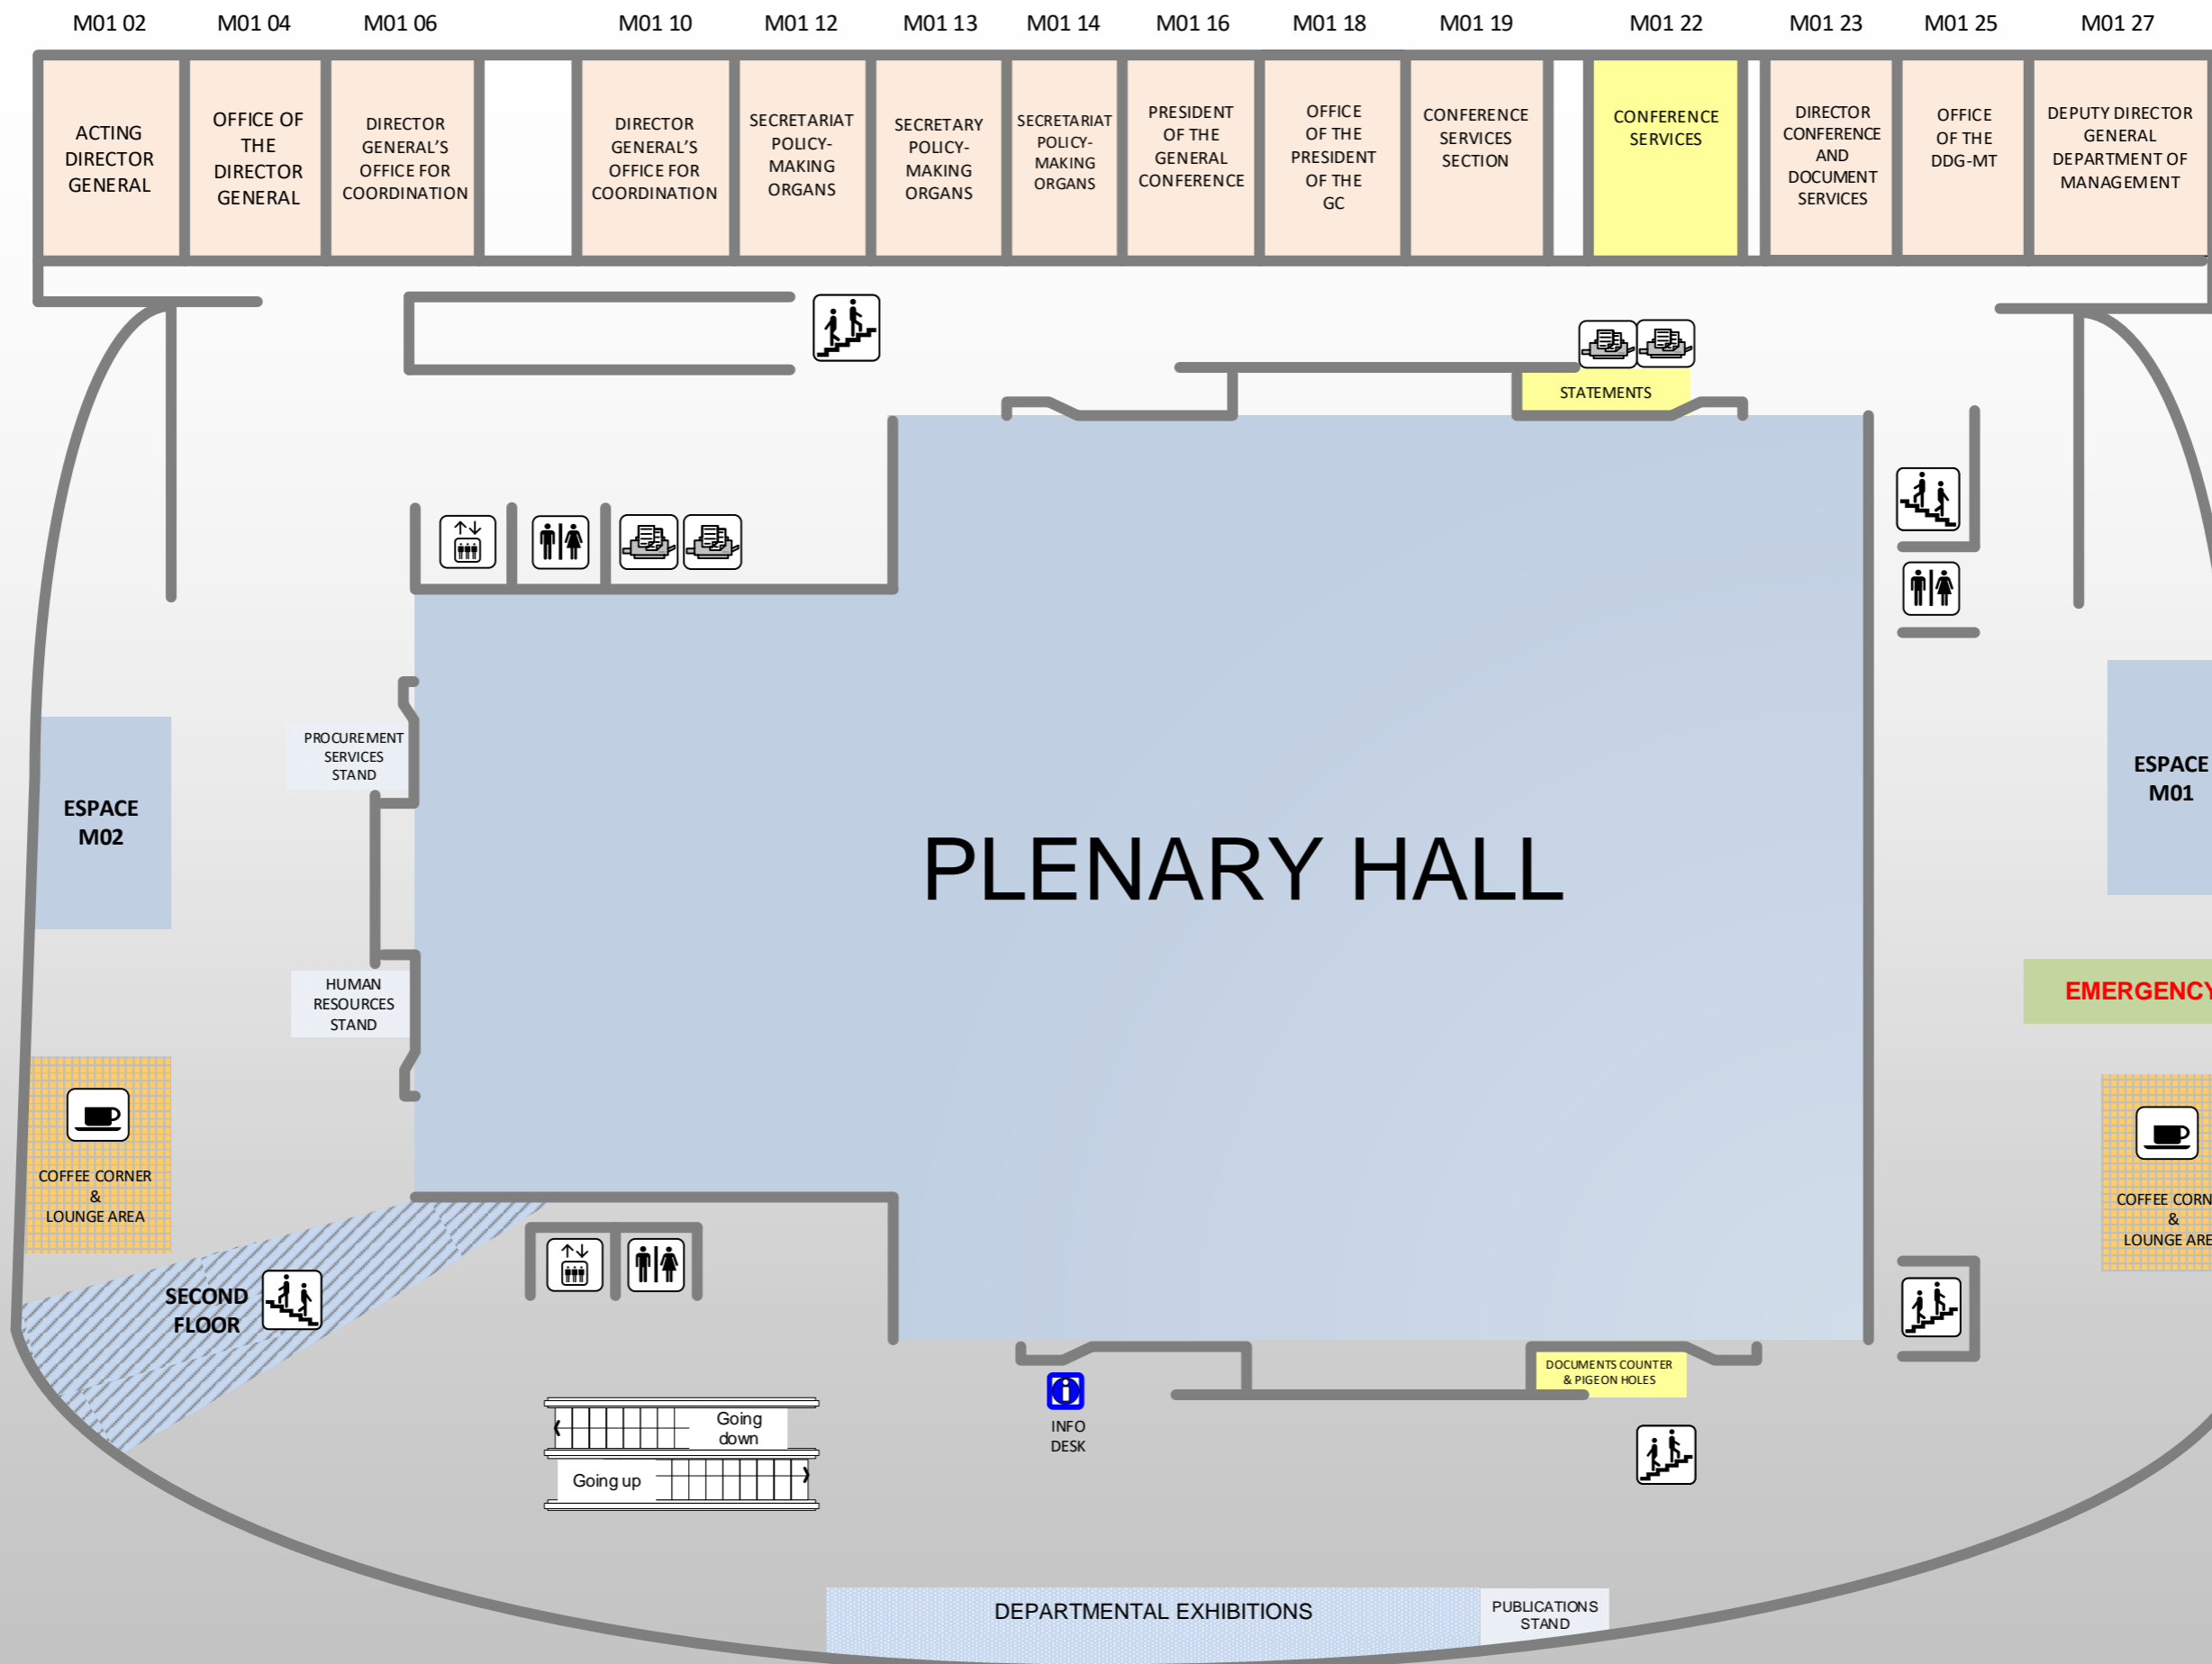 M01 02
M01 04
M01 06
M01 10
M01 12
M01 13
M01 14
M01 16
M01 18
M01 19
M01 22
M01 23
M01 25
M01 27
ACTING
DIRECTOR
GENERAL
OFFICE OF
THE
DIRECTOR
GENERAL
DIRECTOR
GENERAL'S
OFFICE FOR
COORDINATION
DIRECTOR
GENERAL'S
OFFICE FOR
COORDINATION
SECRETARIAT
POLICY-
MAKING
ORGANS
SECRETARY
POLICY-
MAKING
ORGANS
SECRETARIAT
POLICY-
MAKING
ORGANS
PRESIDENT
OF THE
GENERAL
CONFERENCE
OFFICE
OF THE
PRESIDENT
OF THE
GC
CONFERENCE
SERVICES
SECTION
CONFERENCE
SERVICES
DIRECTOR
CONFERENCE
AND
DOCUMENT
SERVICES
OFFICE
OF THE
DDG-MT
DEPUTY DIRECTOR
GENERAL
DEPARTMENT OF
MANAGEMENT
STATEMENTS
PROCUREMENT
SERVICES
STAND
ESPACE
M02
ESPACE
M01
PLENARY HALL
HUMAN
RESOURCES
STAND
EMERGENCY
COFFEE CORNER
&
LOUNGE AREA
COFFEE CORN
&
LOUNGE ARE
SECOND
FLOOR
DOCUMENTS COUNTER
& PIGEON HOLES
INFO
DESK
Going
down
Going up
DEPARTMENTAL EXHIBITIONS
PUBLICATIONS
STAND